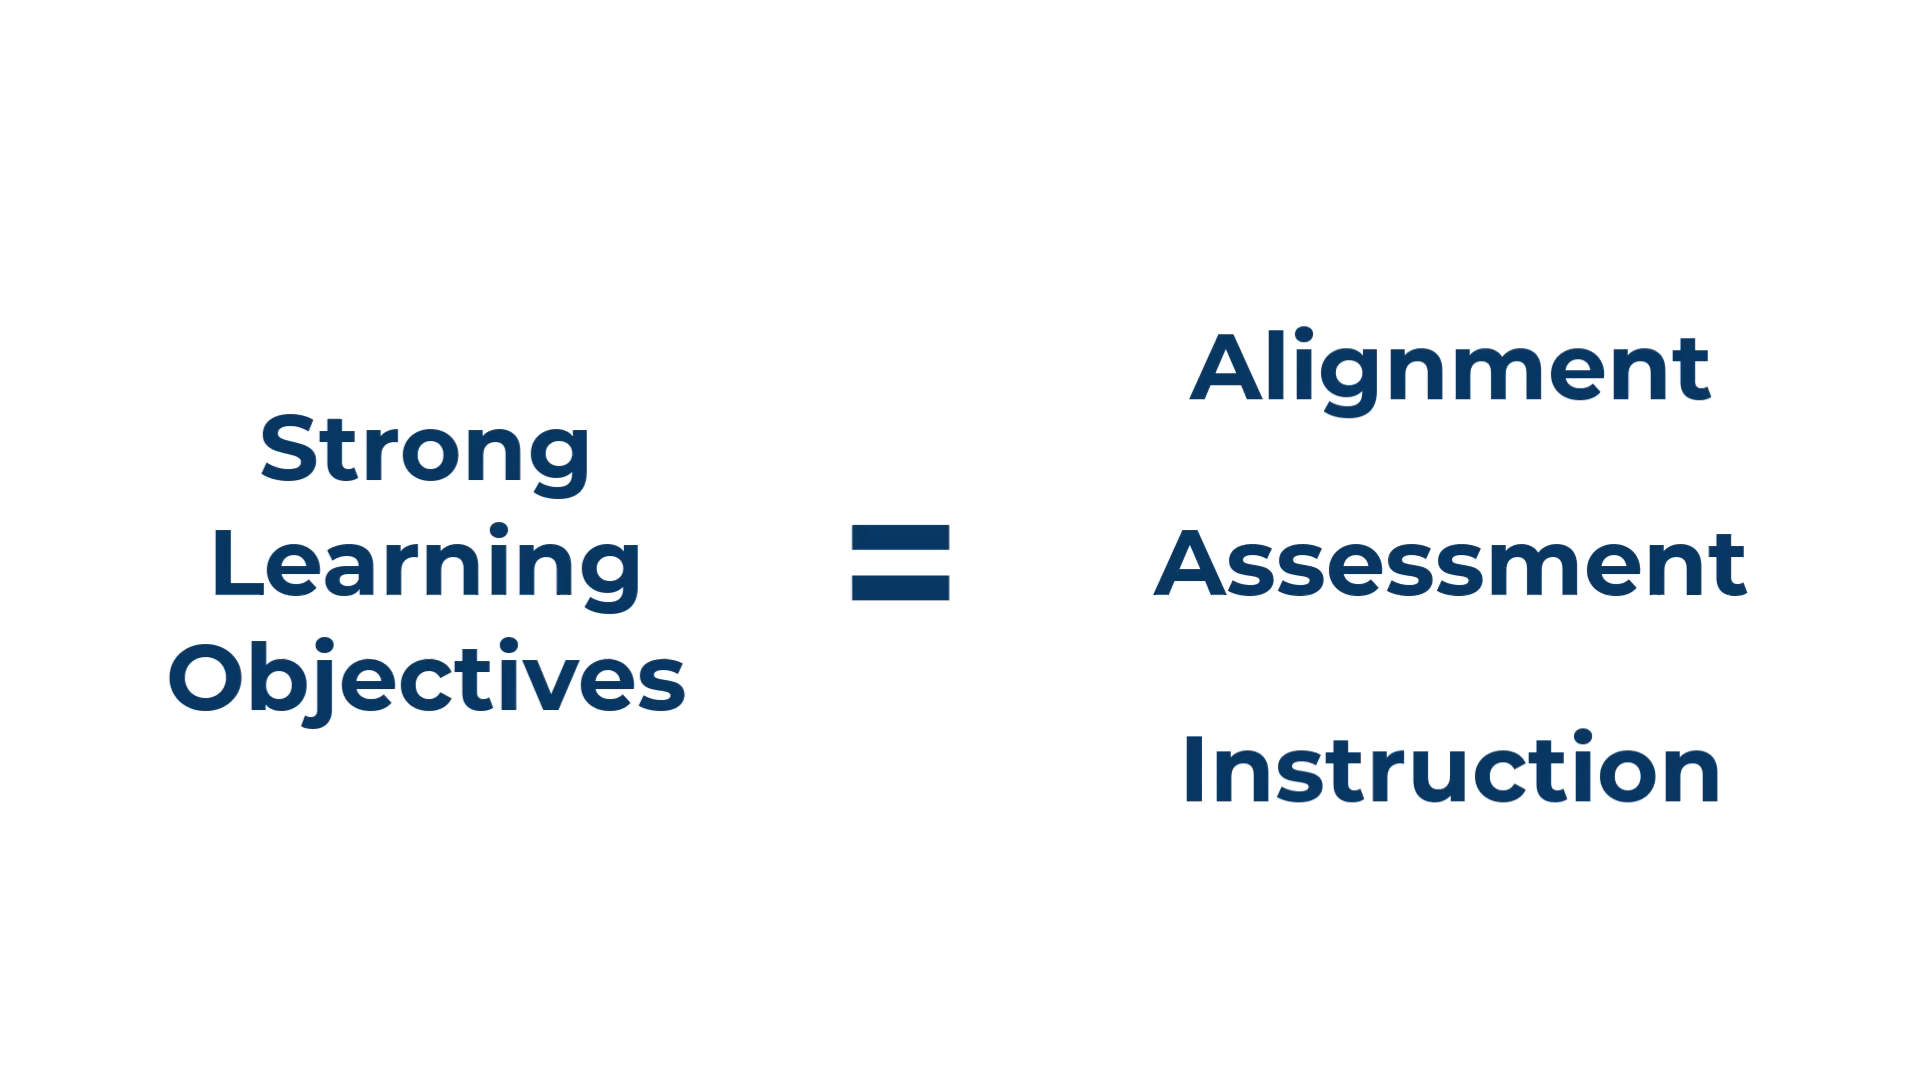 Strong
Learning
Objectives
=
Alignment
Assessment
Instruction